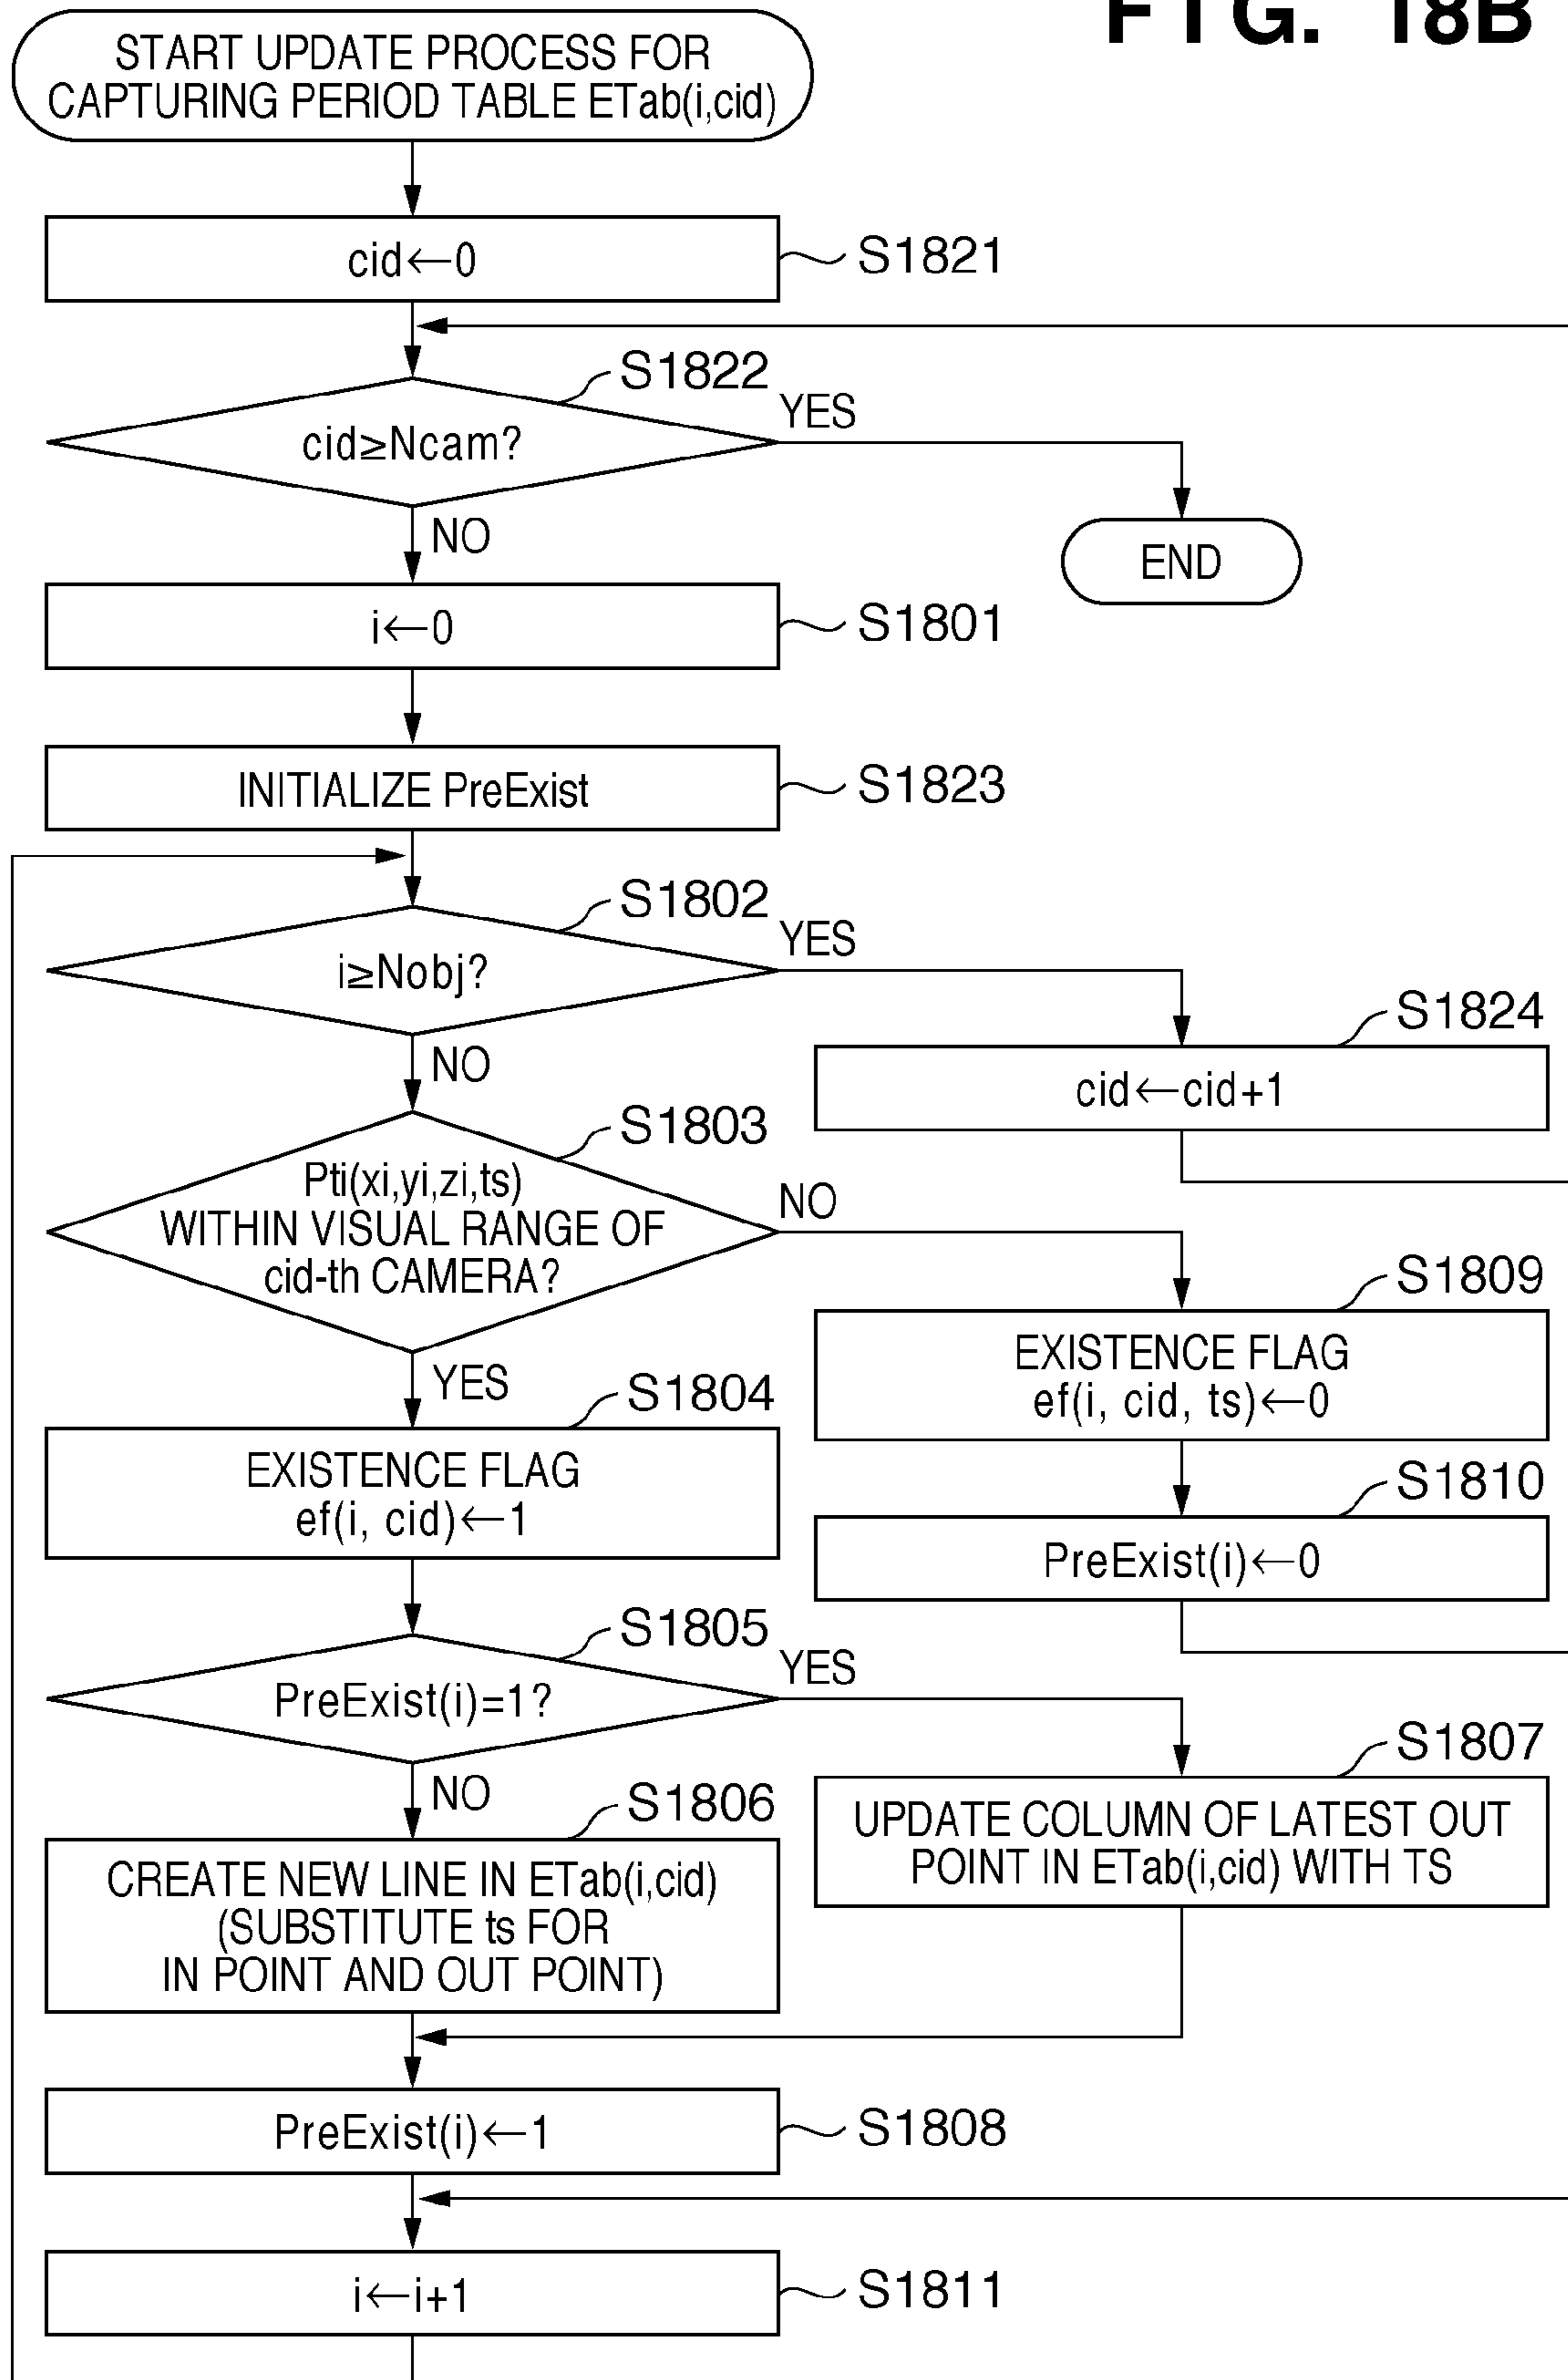 FIG. 18B
START UPDATE PROCESS FOR
CAPTURING PERIOD TABLE ETab(i,cid)
cid←0
S1821
S1822
cid≥Ncam?
YES
NO
END
i←0
S1801
INITIALIZE PreExist
S1823
S1802
i≥Nobj?
YES
NO
S1824
cid←cid+1
S1803
Pti(xi,yi,zi,ts)
WITHIN VISUAL RANGE OF
cid-th CAMERA?
NO
YES
S1809
EXISTENCE FLAG
ef(i, cid, ts)←0
S1804
EXISTENCE FLAG
ef(i, cid)←1
S1810
PreExist(i)←0
S1805
PreExist(i)=1?
YES
NO
S1807
UPDATE COLUMN OF LATEST OUT
POINT IN ETab(i,cid) WITH TS
S1806
CREATE NEW LINE IN ETab(i,cid)
(SUBSTITUTE ts FOR
IN POINT AND OUT POINT)
PreExist(i)←1
S1808
i←i+1
S1811